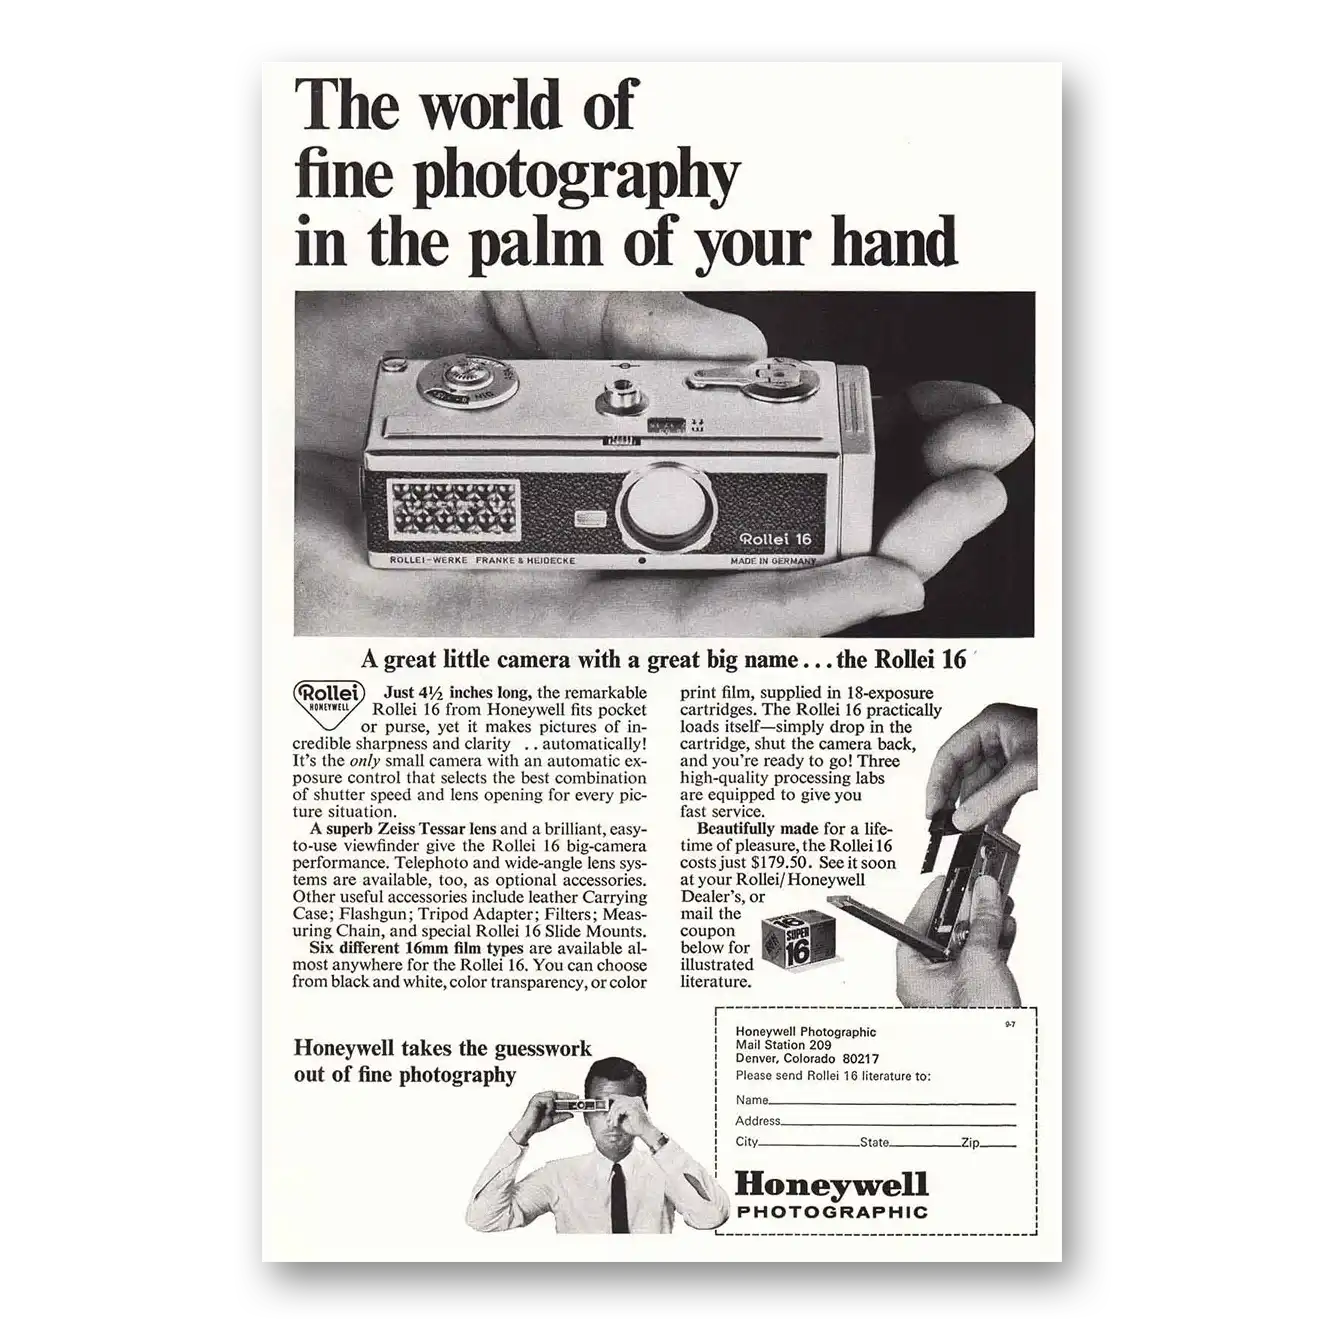 The world of
fine photography
in the palm of your hand
Rollei 16
ROLLEI-WERKE FRANKE & HEIDECKE
MADE IN GERMANY
A great little camera with a great big name...the Rollei 16
Rollei
HONEYWELL
Just 4½ inches long, the remarkable
Rollei 16 from Honeywell fits pocket
or purse, yet it makes pictures of in-
credible sharpness and clarity ..automatically!
It's the only small camera with an automatic ex-
posure control that selects the best combination
of shutter speed and lens opening for every pic-
ture situation.
A superb Zeiss Tessar lens and a brilliant, easy-
to-use viewfinder give the Rollei 16 big-camera
performance. Telephoto and wide-angle lens sys-
tems are available, too, as optional accessories.
Other useful accessories include leather Carrying
Case; Flashgun; Tripod Adapter; Filters; Meas-
uring Chain, and special Rollei 16 Slide Mounts.
Six different 16mm film types are available al-
most anywhere for the Rollei 16. You can choose
from black and white, color transparency, or color
print film, supplied in 18-exposure
cartridges. The Rollei 16 practically
loads itself—simply drop in the
cartridge, shut the camera back,
and you're ready to go! Three
high-quality processing labs
are equipped to give you
fast service.
Beautifully made for a life-
time of pleasure, the Rollei 16
costs just $179.50. See it soon
at your Rollei/Honeywell
Dealer's, or
mail the
coupon
below for
illustrated
literature.
16
SUPER
16
Honeywell takes the guesswork
out of fine photography
9-7
Honeywell Photographic
Mail Station 209
Denver, Colorado 80217
Please send Rollei 16 literature to:
Name
Address
City State Zip
Honeywell
PHOTOGRAPHIC